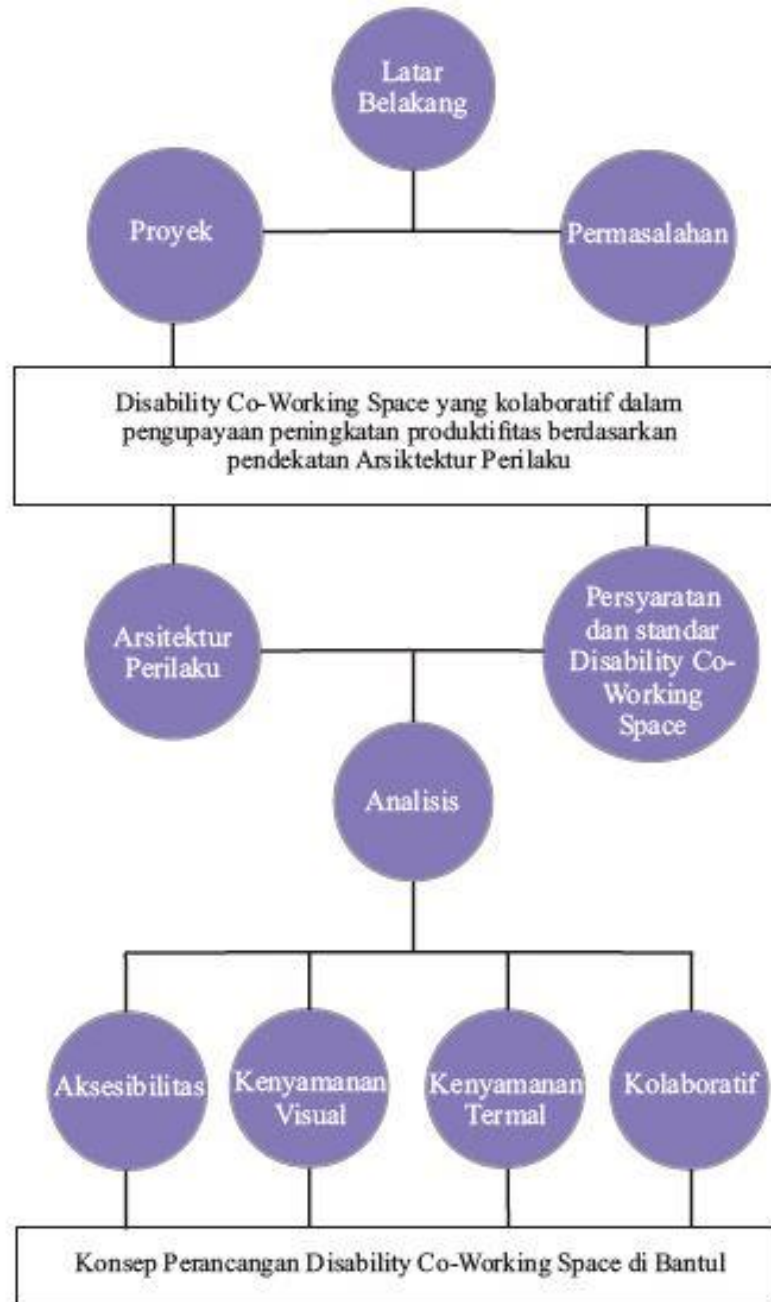 Latar
Belakang
Proyek
Permasalahan
Disability Co-Working Space yang kolaboratif dalam
pengupayaan peningkatan produktifitas berdasarkan
pendekatan Arsiktektur Perilaku
Arsitektur
Perilaku
Persyaratan
dan standar
Disability Co-
Working
Space
Analisis
Aksesibilitas
Kenyamanan
Visual
Kenyamanan
Termal
Kolaboratif
Konsep Perancangan Disability Co-Working Space di Bantul